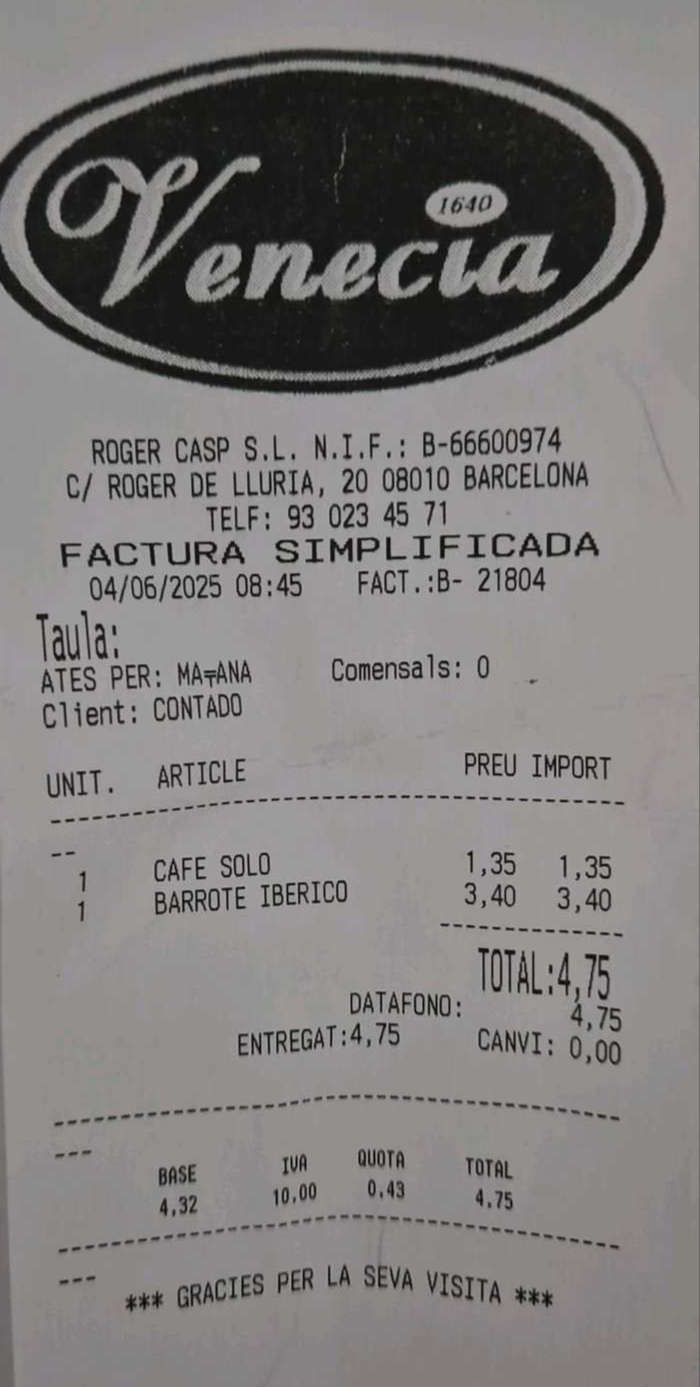 Venecia
1640
ROGER CASP S.L. N.I.F.: B-66600974
C/ ROGER DE LLURIA, 20 08010 BARCELONA
TELF: 93 023 45 71
FACTURA SIMPLIFICADA
04/06/2025 08:45 FACT.:B- 21804
Taula:
ATES PER: MA╤ANA Comensals: 0
Client: CONTADO
UNIT. ARTICLE PREU IMPORT
1 CAFE SOLO 1,35 1,35
1 BARROTE IBERICO 3,40 3,40
TOTAL:4,75
DATAFONO: 4,75
ENTREGAT:4,75 CANVI: 0,00
BASE IVA QUOTA TOTAL
4,32 10,00 0,43 4,75
*** GRACIES PER LA SEVA VISITA ***